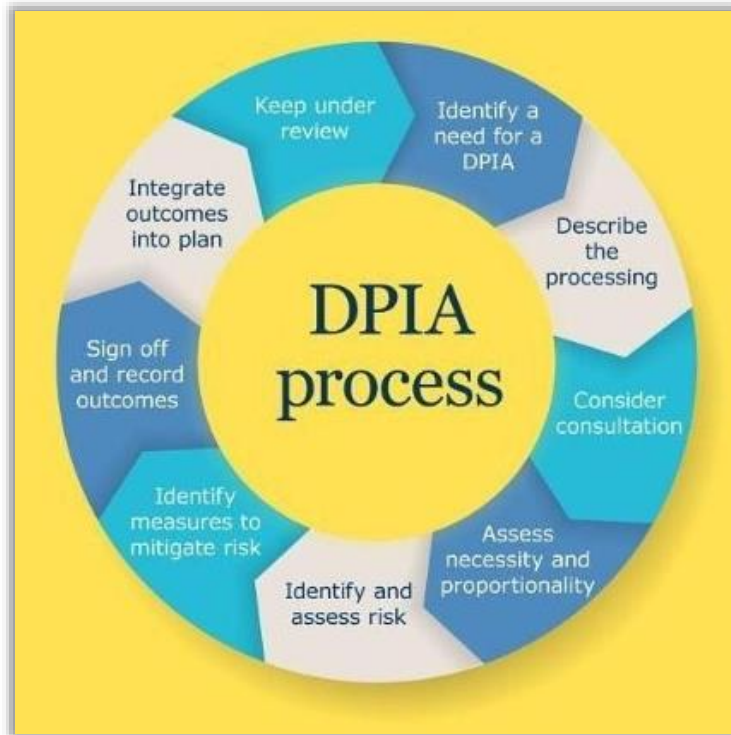 DPIA
process
Identify a
need for a
DPIA
Describe
the
processing
Consider
consultation
Assess
necessity and
proportionality
Identify and
assess risk
Identify
measures to
mitigate risk
Sign off
and record
outcomes
Integrate
outcomes
into plan
Keep under
review